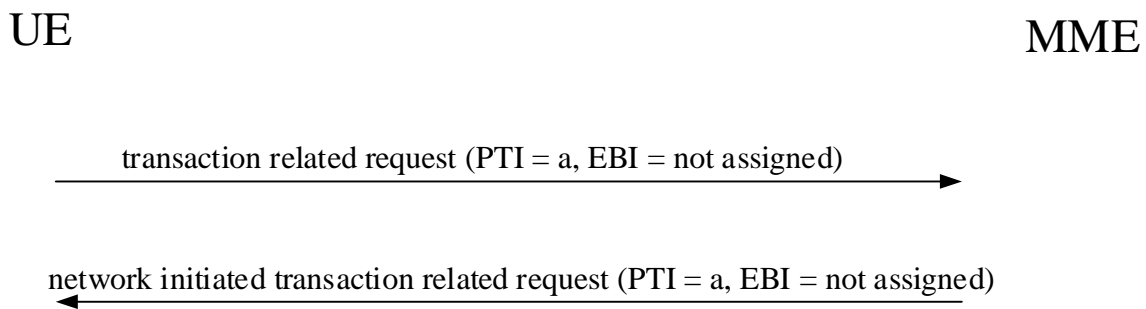 UE
MME
transaction related request (PTI = a, EBI = not assigned)
network initiated transaction related request (PTI = a, EBI = not assigned)